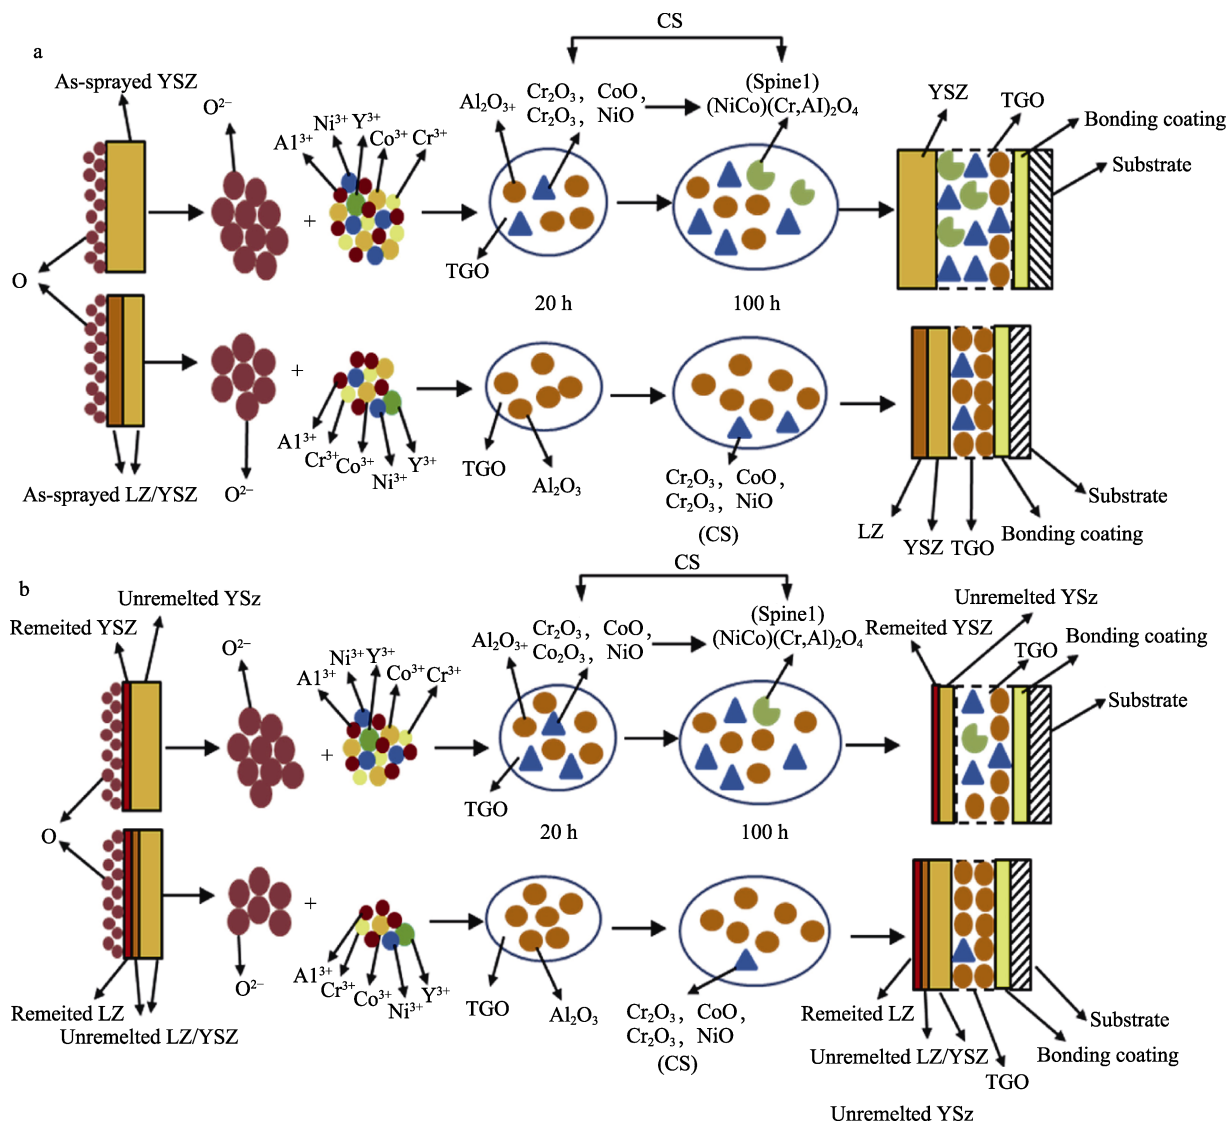 CS
a
As-sprayed YSZ
O²⁻
Al₂O₃+
Cr₂O₃, CoO,
Cr₂O₃, NiO
(Spine1)
(NiCo)(Cr,AI)₂O₄
YSZ
TGO
Bonding coating
Substrate
A1³⁺
Ni³⁺
Y³⁺
Co³⁺
Cr³⁺
+
O
TGO
20 h
100 h
+
A1³⁺
Cr³⁺
Co³⁺
Ni³⁺
Y³⁺
As-sprayed LZ/YSZ
O²⁻
TGO
Al₂O₃
Cr₂O₃, CoO,
Cr₂O₃, NiO
(CS)
LZ
YSZ
TGO
Bonding coating
Substrate
CS
b
Unremelted YSz
Remeited YSZ
O²⁻
Al₂O₃+
Cr₂O₃, CoO,
Co₂O₃, NiO
(Spine1)
(NiCo)(Cr,Al)₂O₄
Unremelted YSz
Remeited YSZ
TGO
Bonding coating
Substrate
A1³⁺
Ni³⁺
Y³⁺
Co³⁺
Cr³⁺
+
O
TGO
20 h
100 h
+
A1³⁺
Cr³⁺
Co³⁺
Ni³⁺
Y³⁺
O²⁻
Remeited LZ
Unremelted LZ/YSZ
TGO
Al₂O₃
Cr₂O₃, CoO,
Cr₂O₃, NiO
(CS)
Remeited LZ
Unremelted LZ/YSZ
TGO
Bonding coating
Substrate
Unremelted YSz